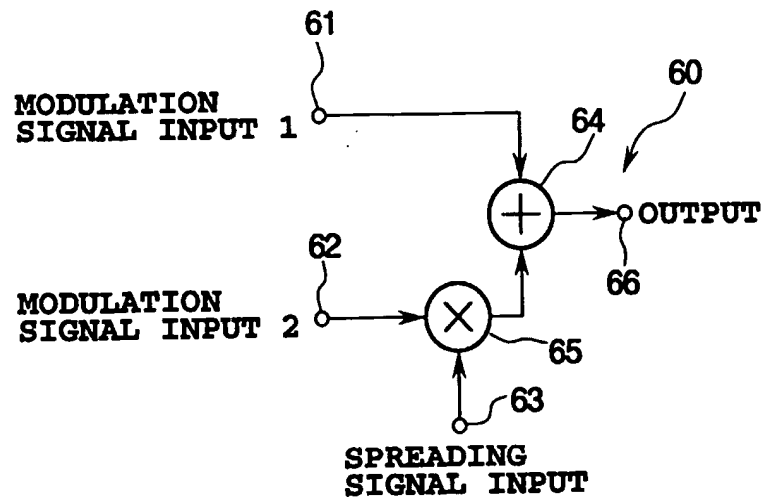 61
MODULATION
SIGNAL INPUT 1
60
64
OUTPUT
66
62
MODULATION
SIGNAL INPUT 2
65
63
SPREADING
SIGNAL INPUT